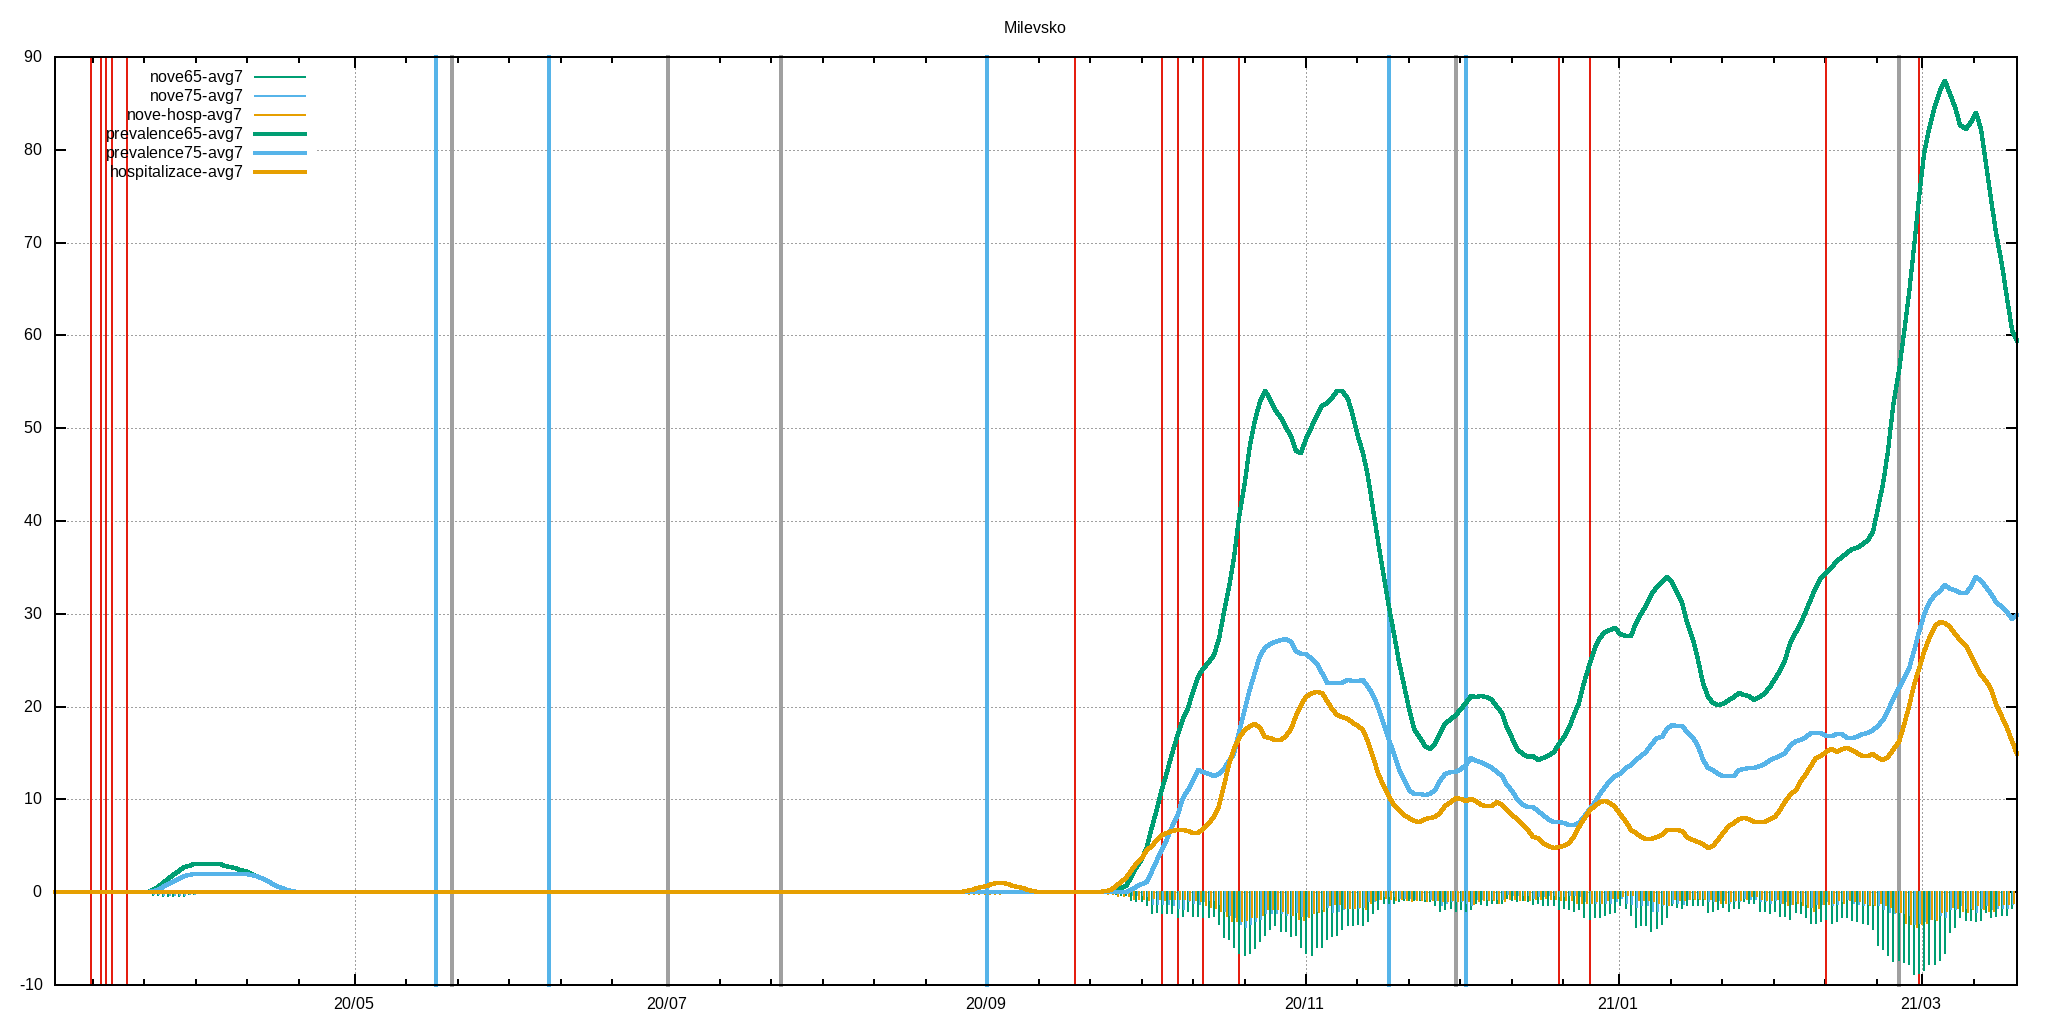 Milevsko
nove65-avg7
nove75-avg7
nove-hosp-avg7
prevalence65-avg7
prevalence75-avg7
hospitalizace-avg7
90
80
70
60
50
40
30
20
10
0
-10
20/05 20/07 20/09 20/11 21/01 21/03